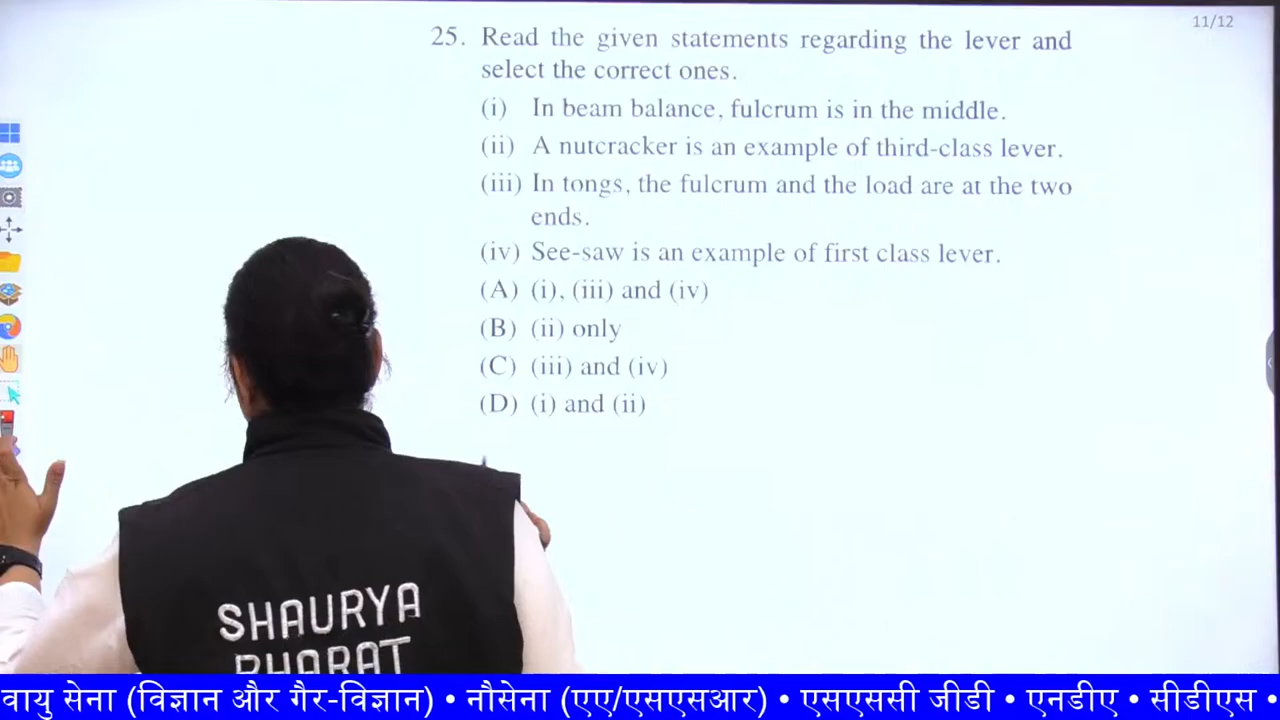 11/12
25. Read the given statements regarding the lever and
select the correct ones.
(i) In beam balance, fulcrum is in the middle.
(ii) A nutcracker is an example of third-class lever.
(iii) In tongs, the fulcrum and the load are at the two
ends.
(iv) See-saw is an example of first class lever.
(A) (i), (iii) and (iv)
(B) (ii) only
(C) (iii) and (iv)
(D) (i) and (ii)
SHAURYA
BHARAT
वायु सेना (विज्ञान और गैर-विज्ञान) • नौसेना (एए/एसएसआर) • एसएससी जीडी • एनडीए • सीडीएस •